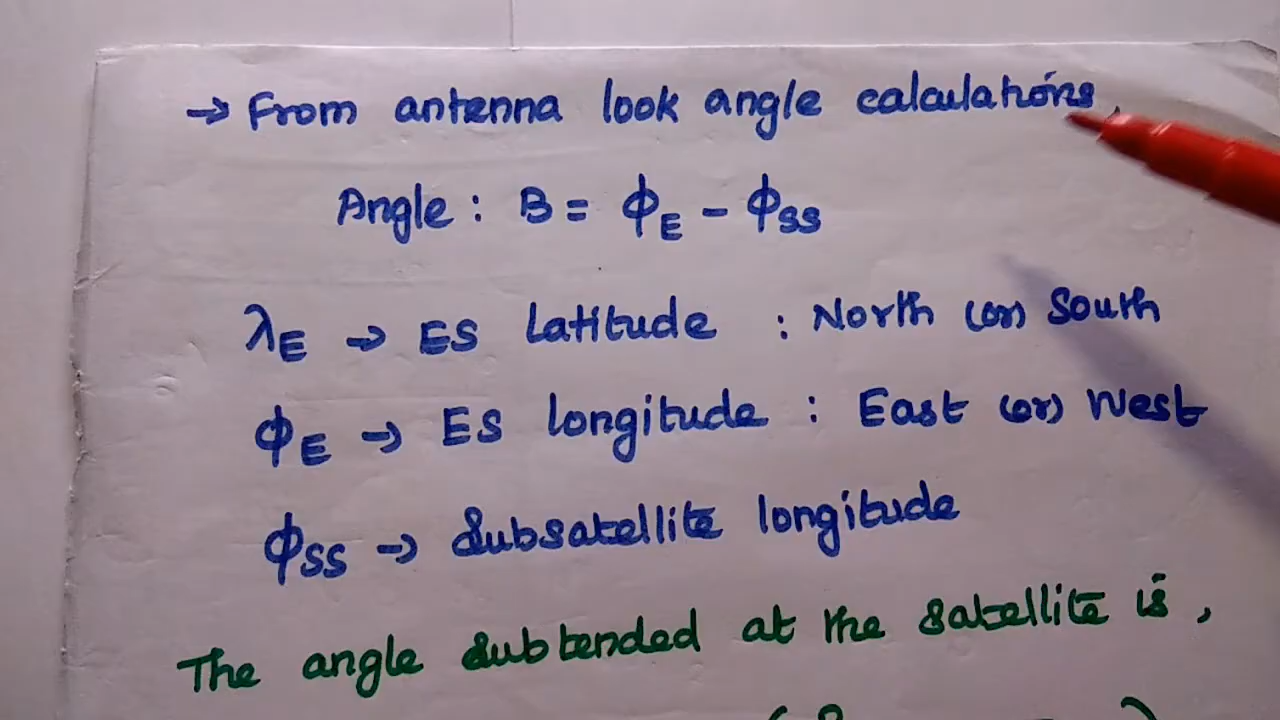 → From antenna look angle calculations,
Angle : B = ϕE - ϕSS
λE → ES Latitude : North (or) South
ϕE → ES longitude : East (or) West
ϕSS → Subsatellite longitude
The angle subtended at the satellite is,